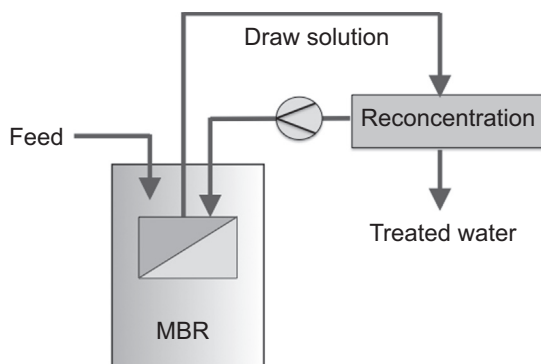 Draw solution
Reconcentration
Feed
Treated water
MBR